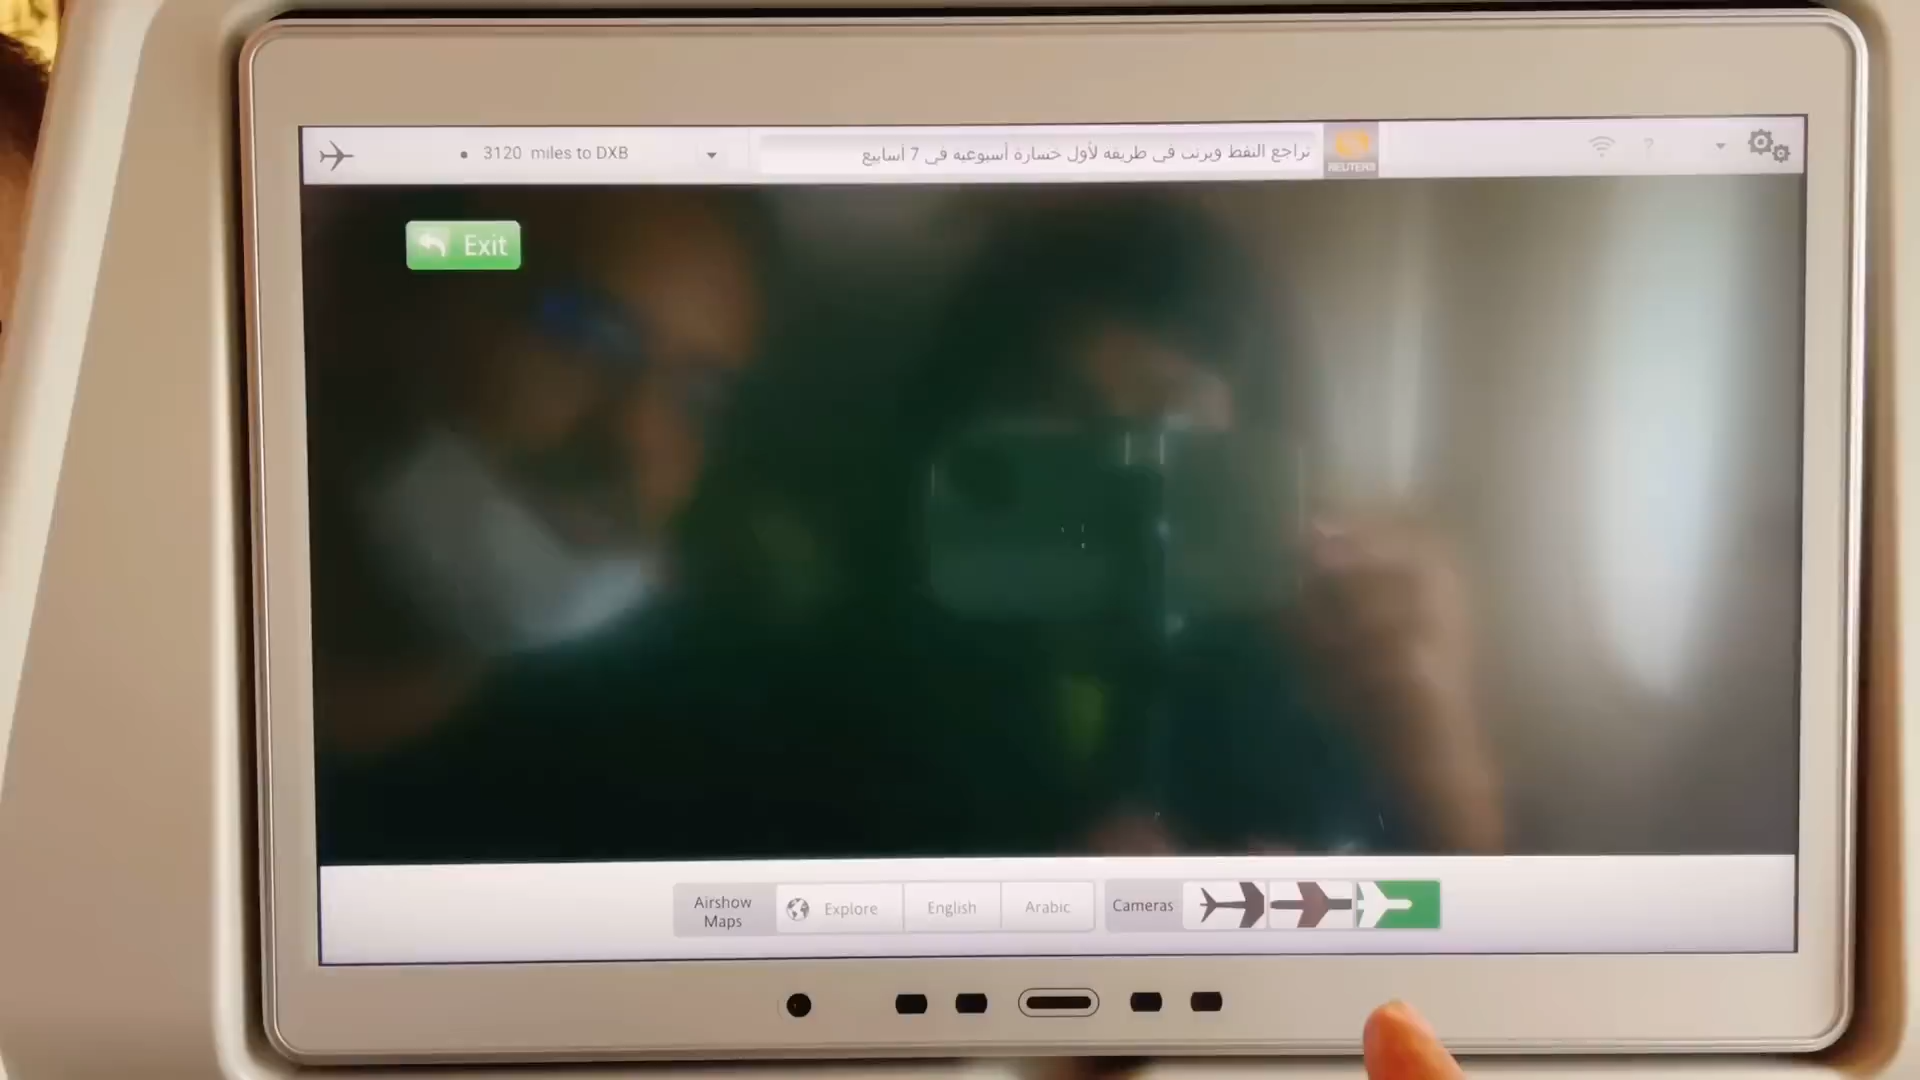 3120 miles to DXB
تراجع النفط وبرنت في طريقه لأول خسارة أسبوعية في 7 أسابيع
REUTERS
?
Exit
Airshow
Maps
Explore
English
Arabic
Cameras